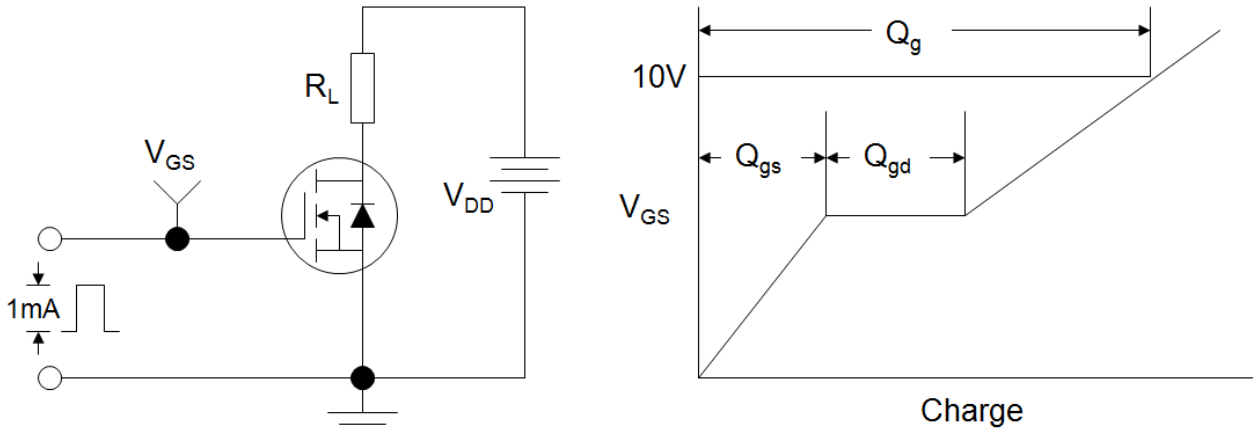 R_L
V_GS
V_DD
1mA
Q_g
10V
Q_gs
Q_gd
V_GS
Charge